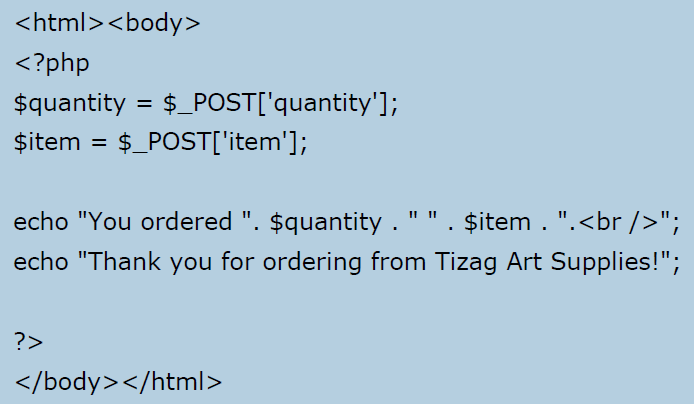 <html><body>
<?php
$quantity = $_POST['quantity'];
$item = $_POST['item'];
echo "You ordered ". $quantity . " " . $item . ".<br />";
echo "Thank you for ordering from Tizag Art Supplies!";
?>
</body></html>